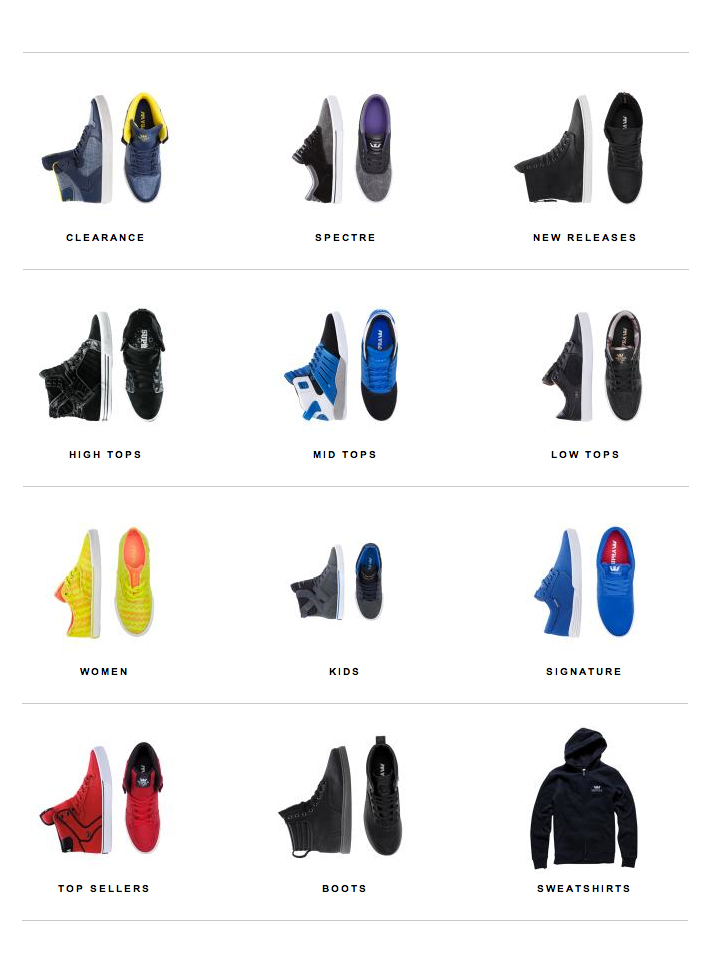 CLEARANCE
SPECTRE
NEW RELEASES
HIGH TOPS
MID TOPS
LOW TOPS
WOMEN
KIDS
SIGNATURE
TOP SELLERS
BOOTS
SWEATSHIRTS